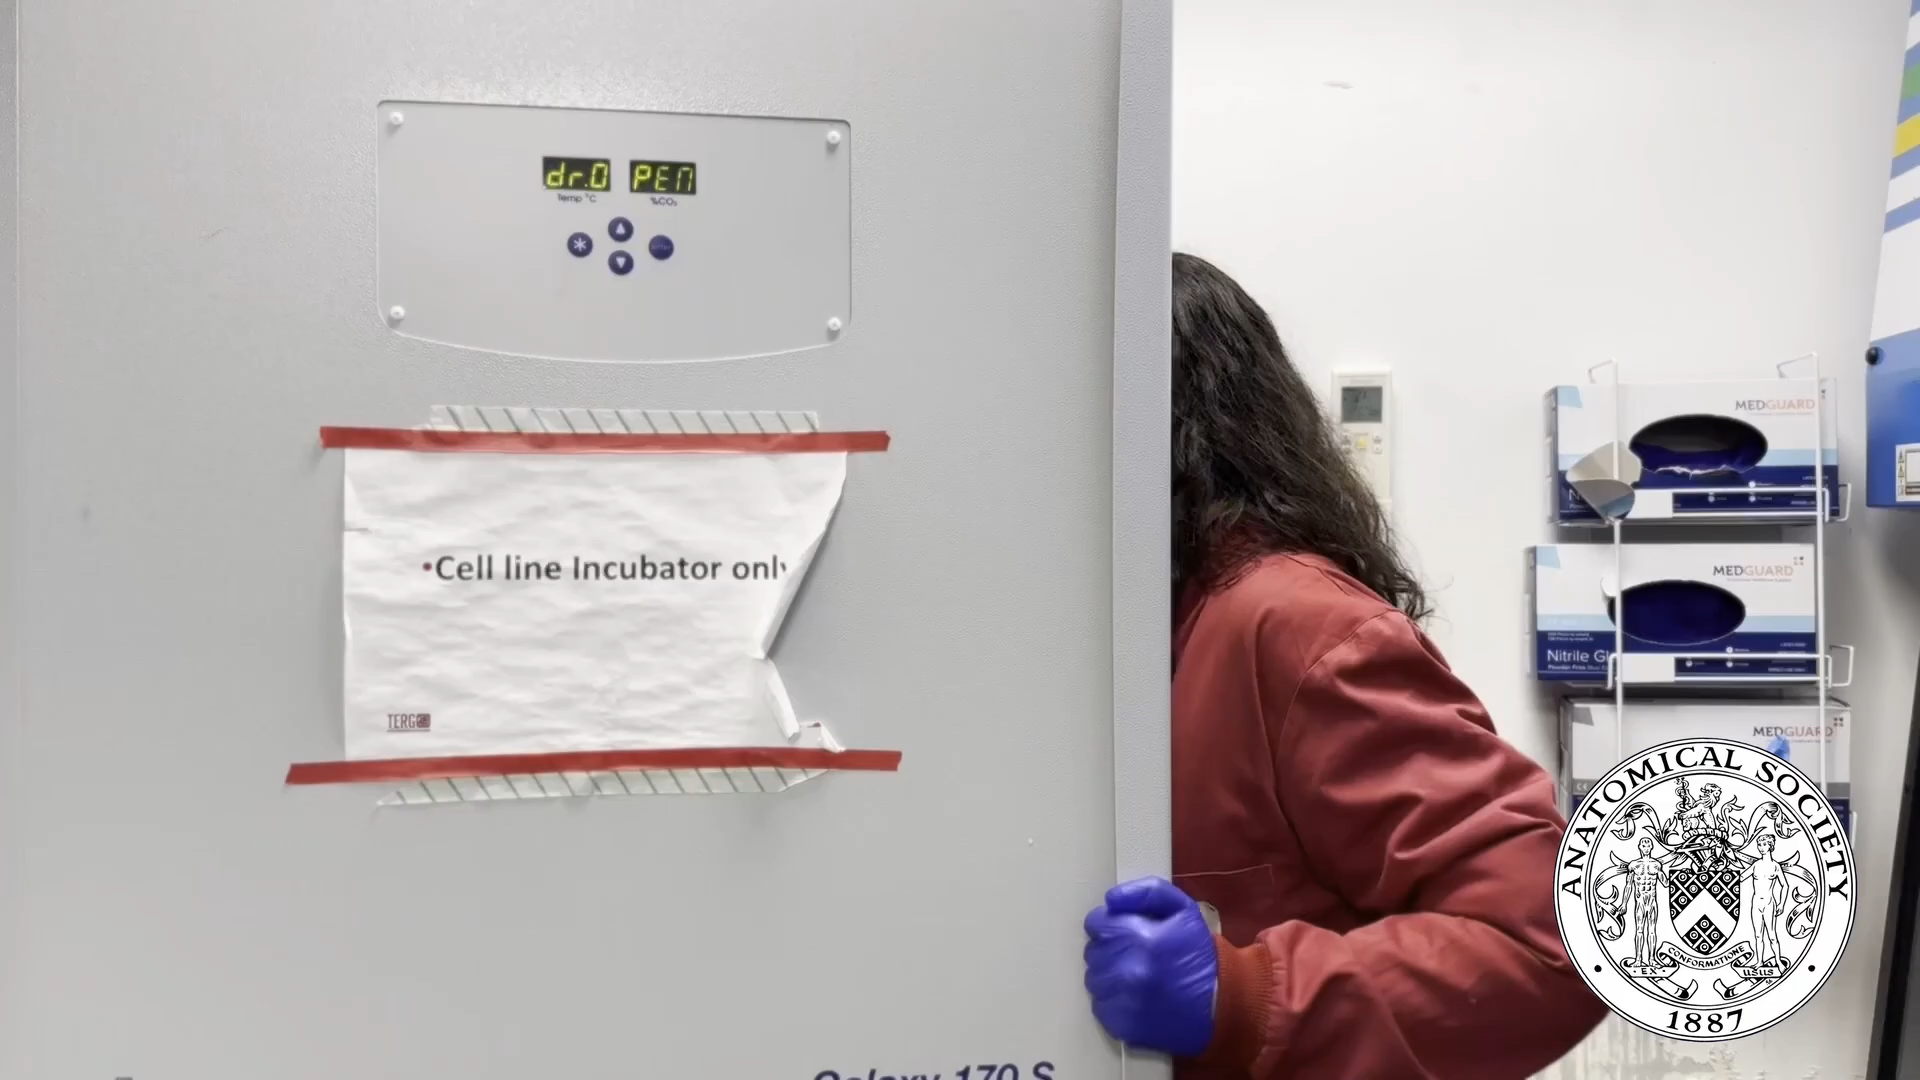 dr.0 PEN
Temp °C %CO₂
•Cell line Incubator only
TERG
Galaxy 170 S
MEDGUARD
MEDGUARD
Nitrile Gl
MEDGUARD
ANATOMICAL SOCIETY
EX CONFORMATIONE USUS
1887